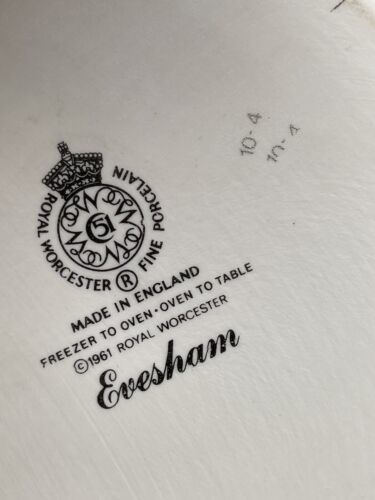 10-4
10-4
51
ROYAL WORCESTER ® FINE PORCELAIN
MADE IN ENGLAND
FREEZER TO OVEN·OVEN TO TABLE
©1961 ROYAL WORCESTER
Evesham